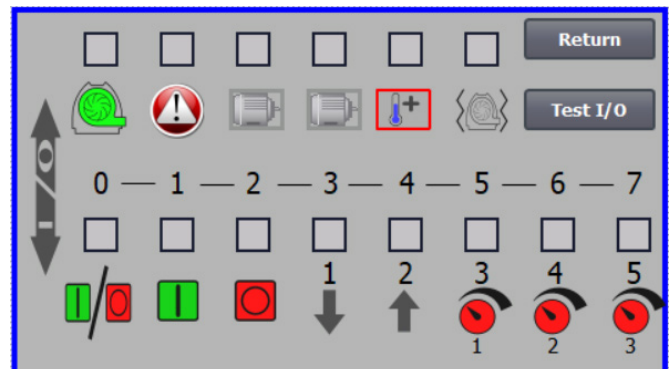 Return
Test I/O
I/O
0 — 1 — 2 — 3 — 4 — 5 — 6 — 7
1 2 3 4 5
1 2 3